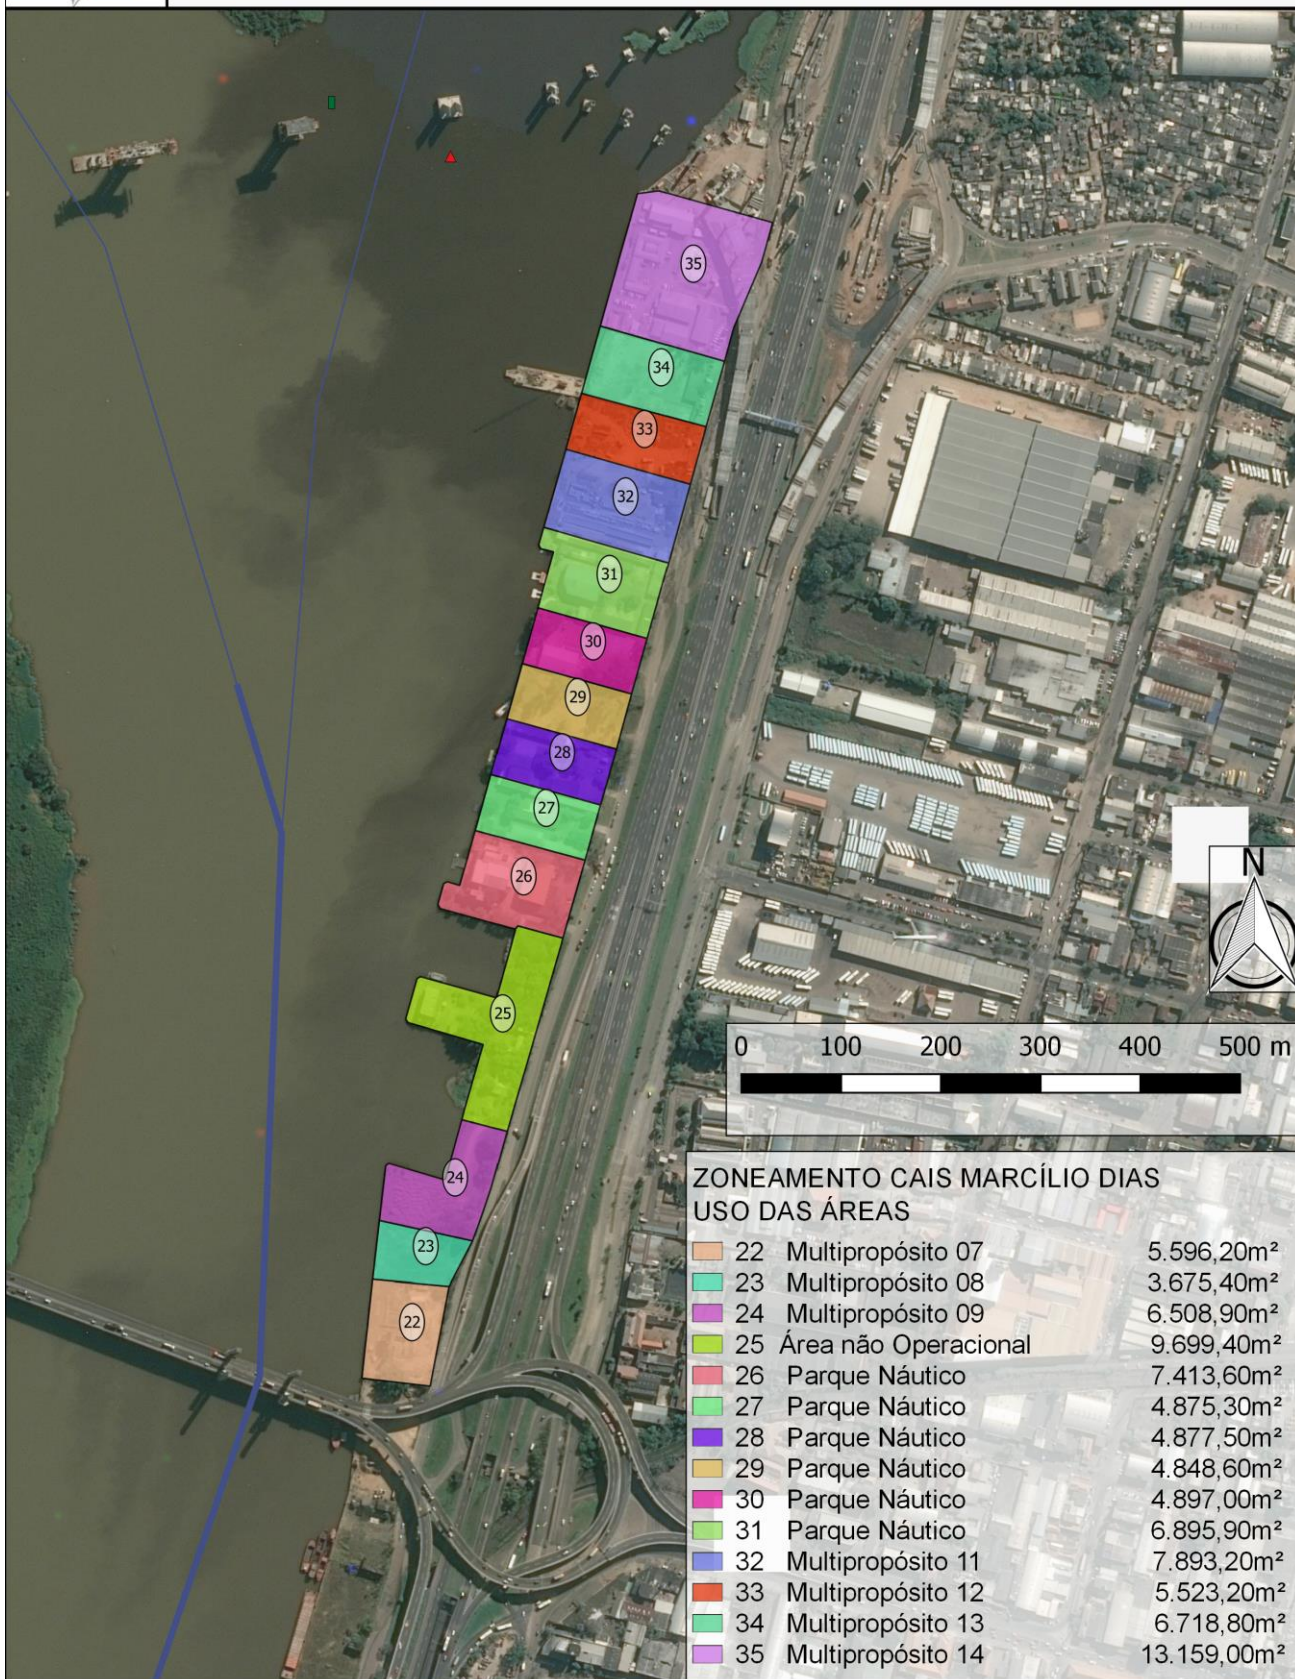 35
34
33
32
31
30
29
28
27
26
25
24
23
22
N
0 100 200 300 400 500 m
ZONEAMENTO CAIS MARCÍLIO DIAS
USO DAS ÁREAS
22 Multipropósito 07 5.596,20m²
23 Multipropósito 08 3.675,40m²
24 Multipropósito 09 6.508,90m²
25 Área não Operacional 9.699,40m²
26 Parque Náutico 7.413,60m²
27 Parque Náutico 4.875,30m²
28 Parque Náutico 4.877,50m²
29 Parque Náutico 4.848,60m²
30 Parque Náutico 4.897,00m²
31 Parque Náutico 6.895,90m²
32 Multipropósito 11 7.893,20m²
33 Multipropósito 12 5.523,20m²
34 Multipropósito 13 6.718,80m²
35 Multipropósito 14 13.159,00m²